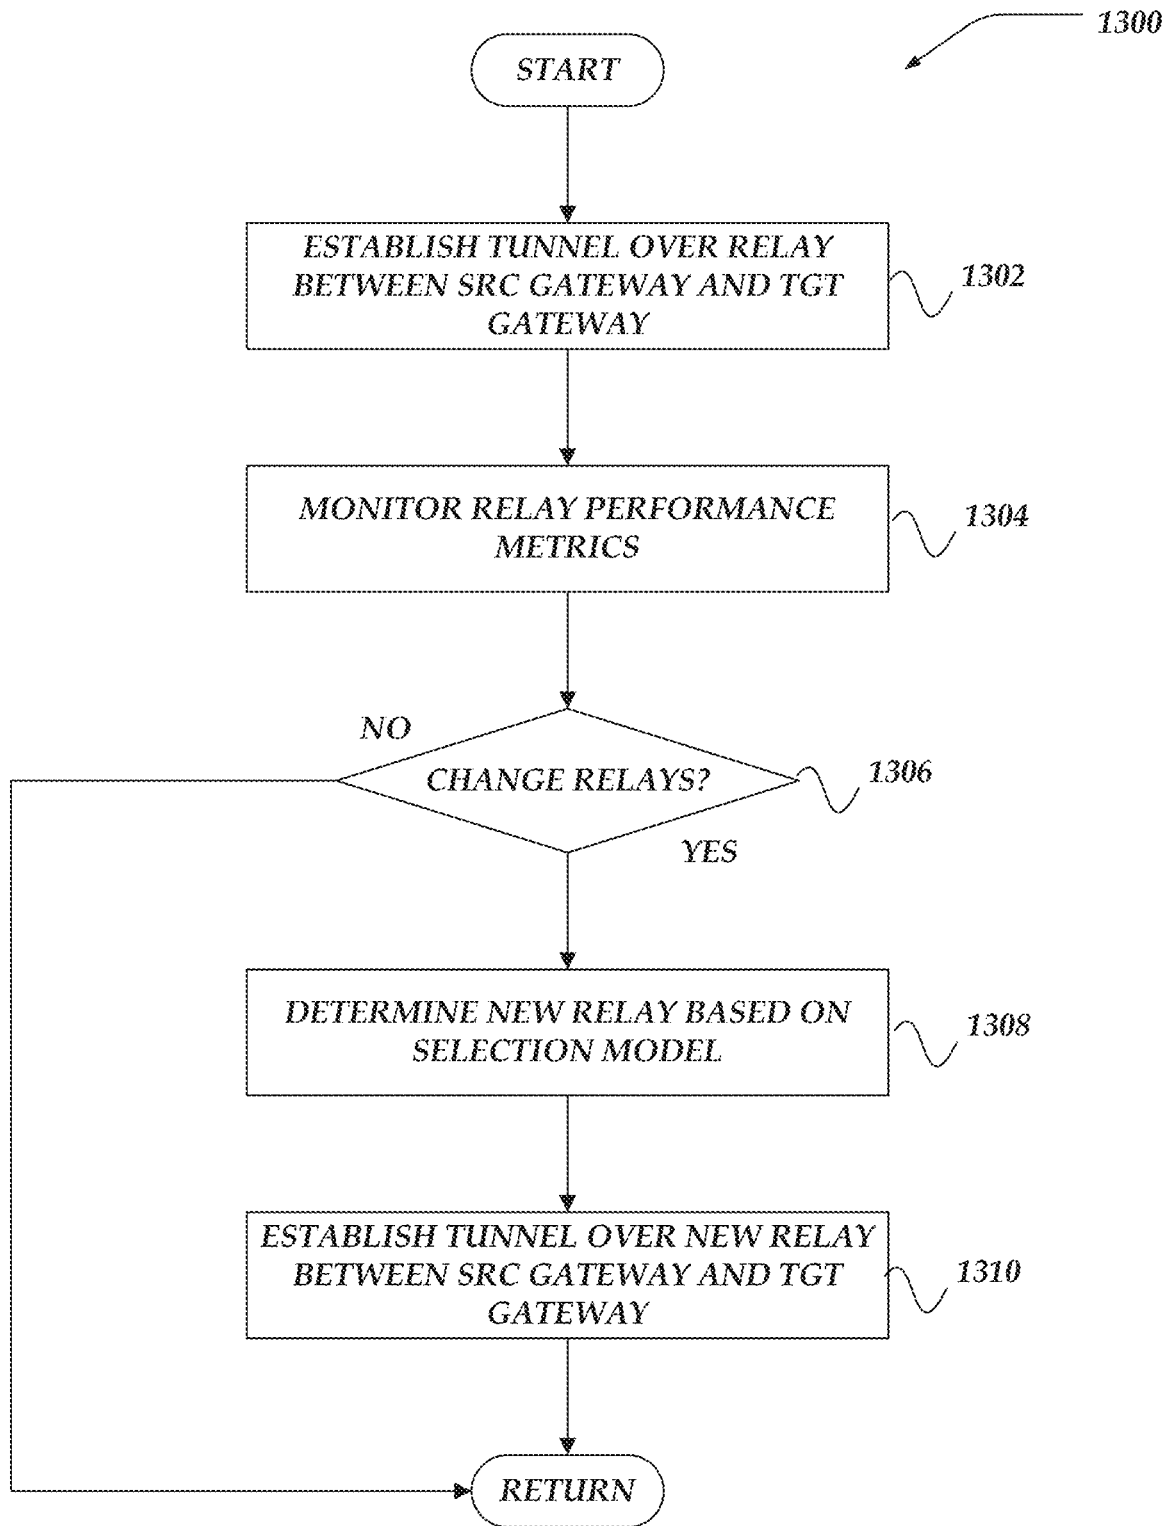 1300
START
ESTABLISH TUNNEL OVER RELAY
BETWEEN SRC GATEWAY AND TGT
GATEWAY
1302
MONITOR RELAY PERFORMANCE
METRICS
1304
NO
CHANGE RELAYS?
1306
YES
DETERMINE NEW RELAY BASED ON
SELECTION MODEL
1308
ESTABLISH TUNNEL OVER NEW RELAY
BETWEEN SRC GATEWAY AND TGT
GATEWAY
1310
RETURN